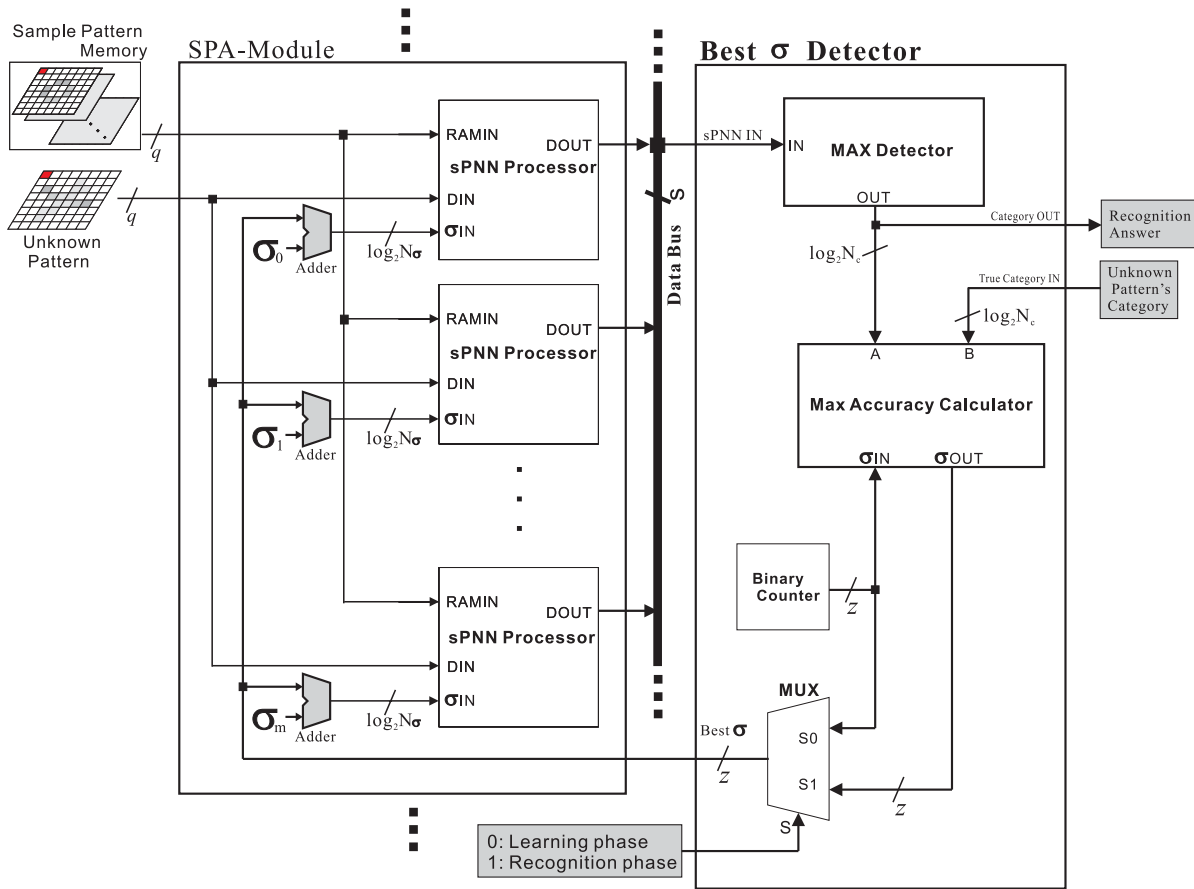 Sample Pattern
Memory
q
Unknown
Pattern
q
SPA-Module
RAMIN
DOUT
sPNN Processor
DIN
σIN
σ0
Adder
log2Nσ
RAMIN
DOUT
sPNN Processor
DIN
σIN
σ1
Adder
log2Nσ
RAMIN
DOUT
sPNN Processor
DIN
σIN
σm
Adder
log2Nσ
S
Data Bus
Best σ Detector
sPNN IN
IN
MAX Detector
OUT
Category OUT
Recognition
Answer
log2Nc
True Category IN
Unknown
Pattern's
Category
log2Nc
A
B
Max Accuracy Calculator
σIN
σOUT
Binary
Counter
z
MUX
S0
S1
S
Best σ
z
z
0: Learning phase
1: Recognition phase